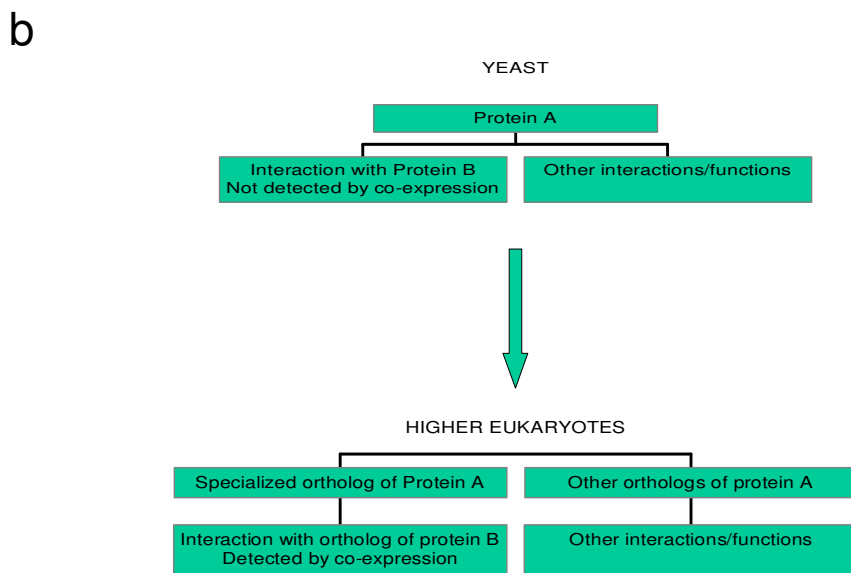 b
YEAST
Protein A
Interaction with Protein B
Not detected by co-expression
Other interactions/functions
HIGHER EUKARYOTES
Specialized ortholog of Protein A
Other orthologs of protein A
Interaction with ortholog of protein B
Detected by co-expression
Other interactions/functions